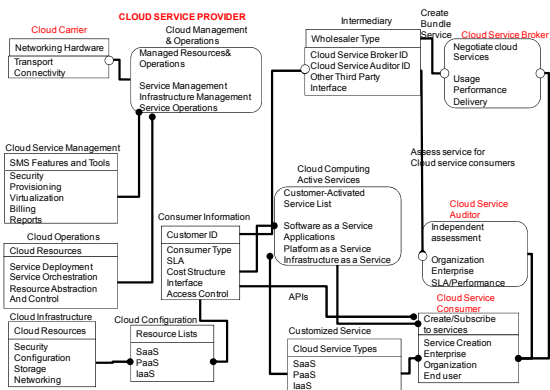 Cloud Carrier
Networking Hardware
Transport
Connectivity
CLOUD SERVICE PROVIDER
Cloud Management
& Operations
Managed Resources&
Operations
Service Management
Infrastructure Management
Service Operations
Intermediary
Wholesaler Type
Cloud Service Broker ID
Cloud Service Auditor ID
Other Third Party
Interface
Create
Bundle
Service
Cloud Service Broker
Negotiate cloud
Services
Usage
Performance
Delivery
Cloud Service Management
SMS Features and Tools
Security
Provisioning
Virtualization
Billing
Reports
Assess service for
Cloud service consumers
Cloud Computing
Active Services
Customer-Activated
Service List
Software as a Service
Applications
Platform as a Service
Infrastructure as a Service
Consumer Information
Customer ID
Consumer Type
SLA
Cost Structure
Interface
Access Control
Cloud Service
Auditor
Independent
assessment
Organization
Enterprise
SLA/Performance
Cloud Operations
Cloud Resources
Service Deployment
Service Orchestration
Resource Abstraction
And Control
APIs
Cloud Service
Consumer
Create/Subscribe
to services
Service Creation
Enterprise
Organization
End user
Cloud Infrastructure
Cloud Resources
Security
Configuration
Storage
Networking
Cloud Configuration
Resource Lists
SaaS
PaaS
IaaS
Customized Service
Cloud Service Types
SaaS
PaaS
IaaS